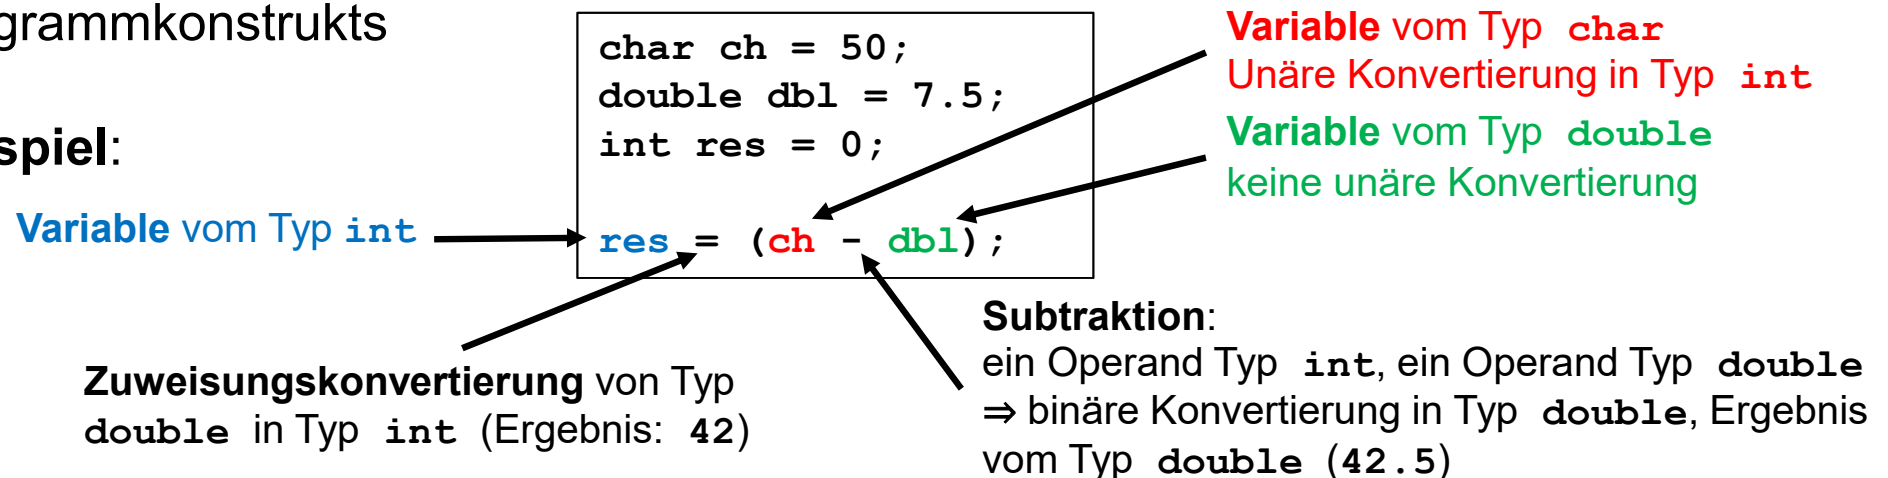 grammkonstrukts
spiel:
char ch = 50;
double dbl = 7.5;
int res = 0;
res = (ch - dbl);
Variable vom Typ char
Unäre Konvertierung in Typ int
Variable vom Typ double
keine unäre Konvertierung
Variable vom Typ int
Zuweisungskonvertierung von Typ
double in Typ int (Ergebnis: 42)
Subtraktion:
ein Operand Typ int, ein Operand Typ double
⇒ binäre Konvertierung in Typ double, Ergebnis
vom Typ double (42.5)